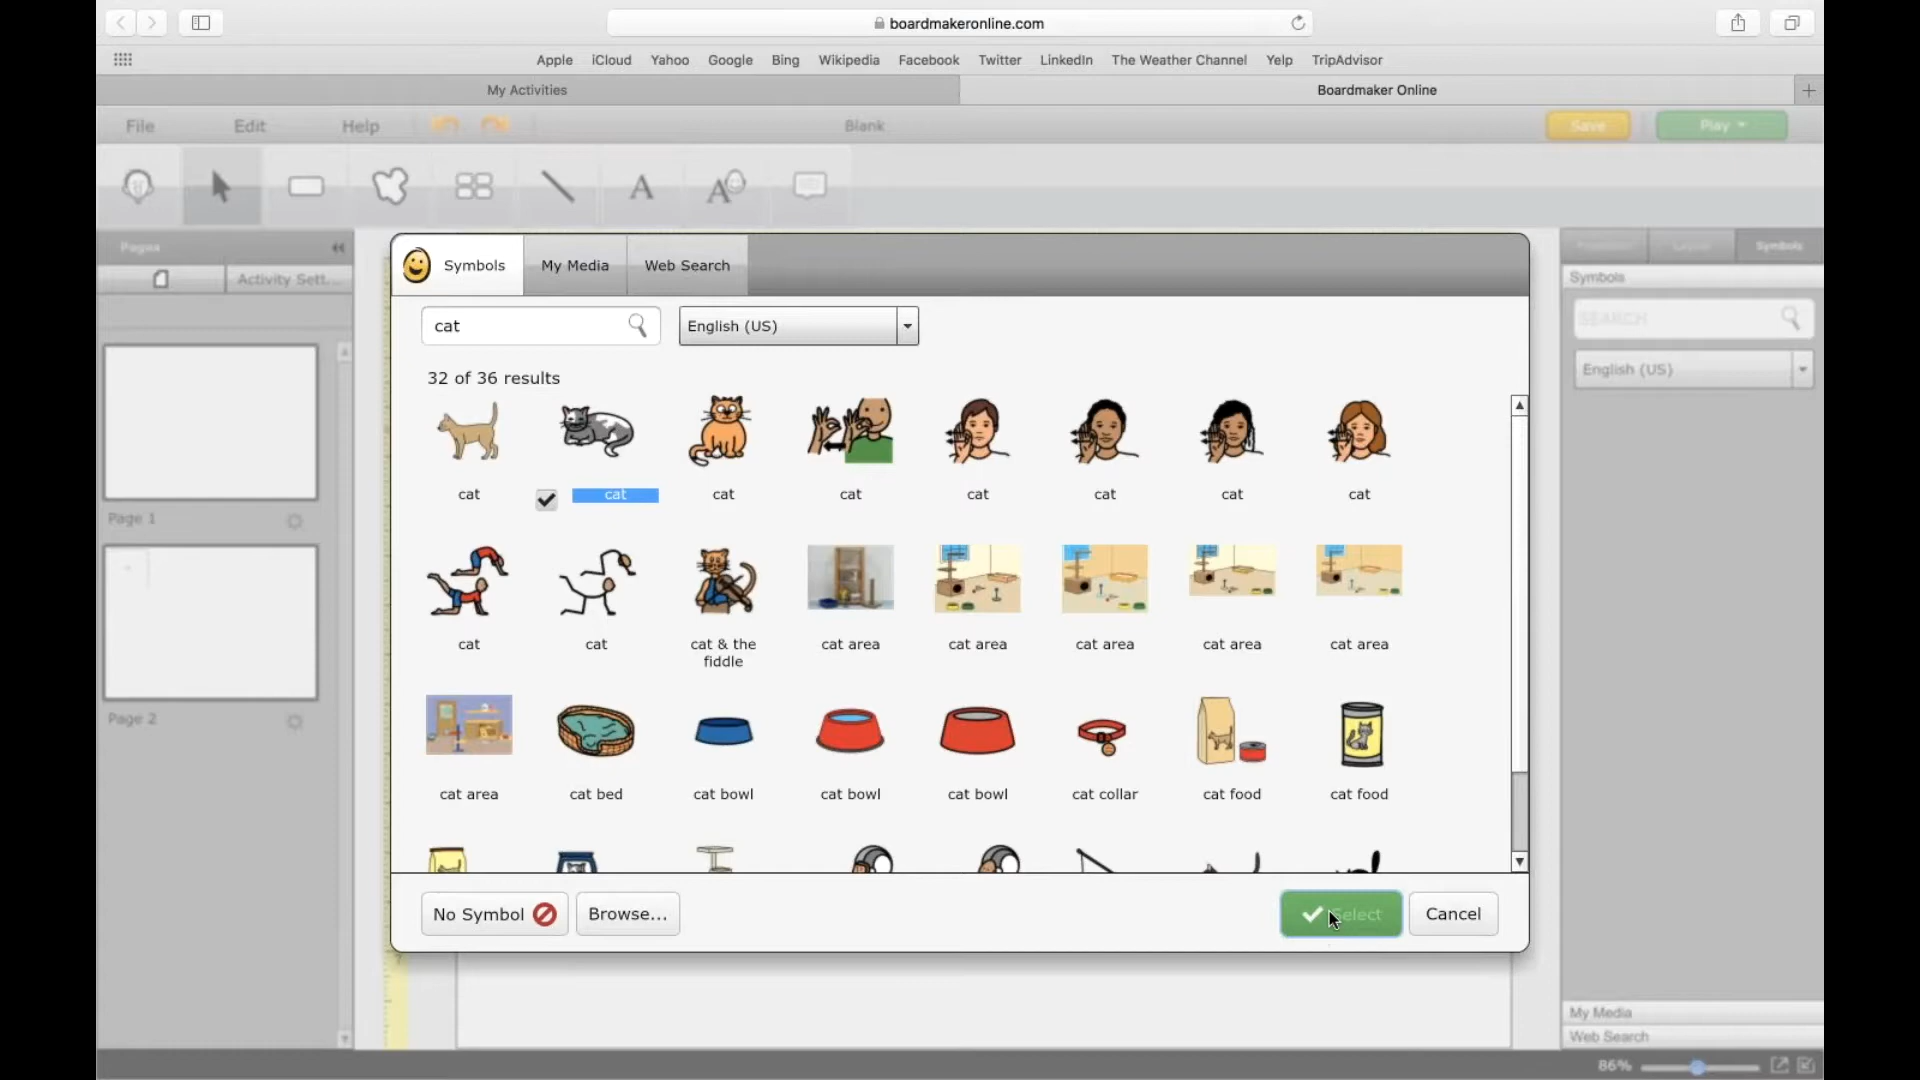 boardmakeronline.com
Apple iCloud Yahoo Google Bing Wikipedia Facebook Twitter LinkedIn The Weather Channel Yelp TripAdvisor
My Activities Boardmaker Online
File Edit Help Blank Save Play
Pages
Activity Sett...
Page 1
Page 2
Symbols My Media Web Search
cat English (US)
32 of 36 results
cat cat cat cat cat cat cat cat
cat cat cat & the fiddle cat area cat area cat area cat area cat area
cat area cat bed cat bowl cat bowl cat bowl cat collar cat food cat food
No Symbol Browse... Select Cancel
Layout Symbols
Symbols
SEARCH
English (US)
My Media
Web Search
86%